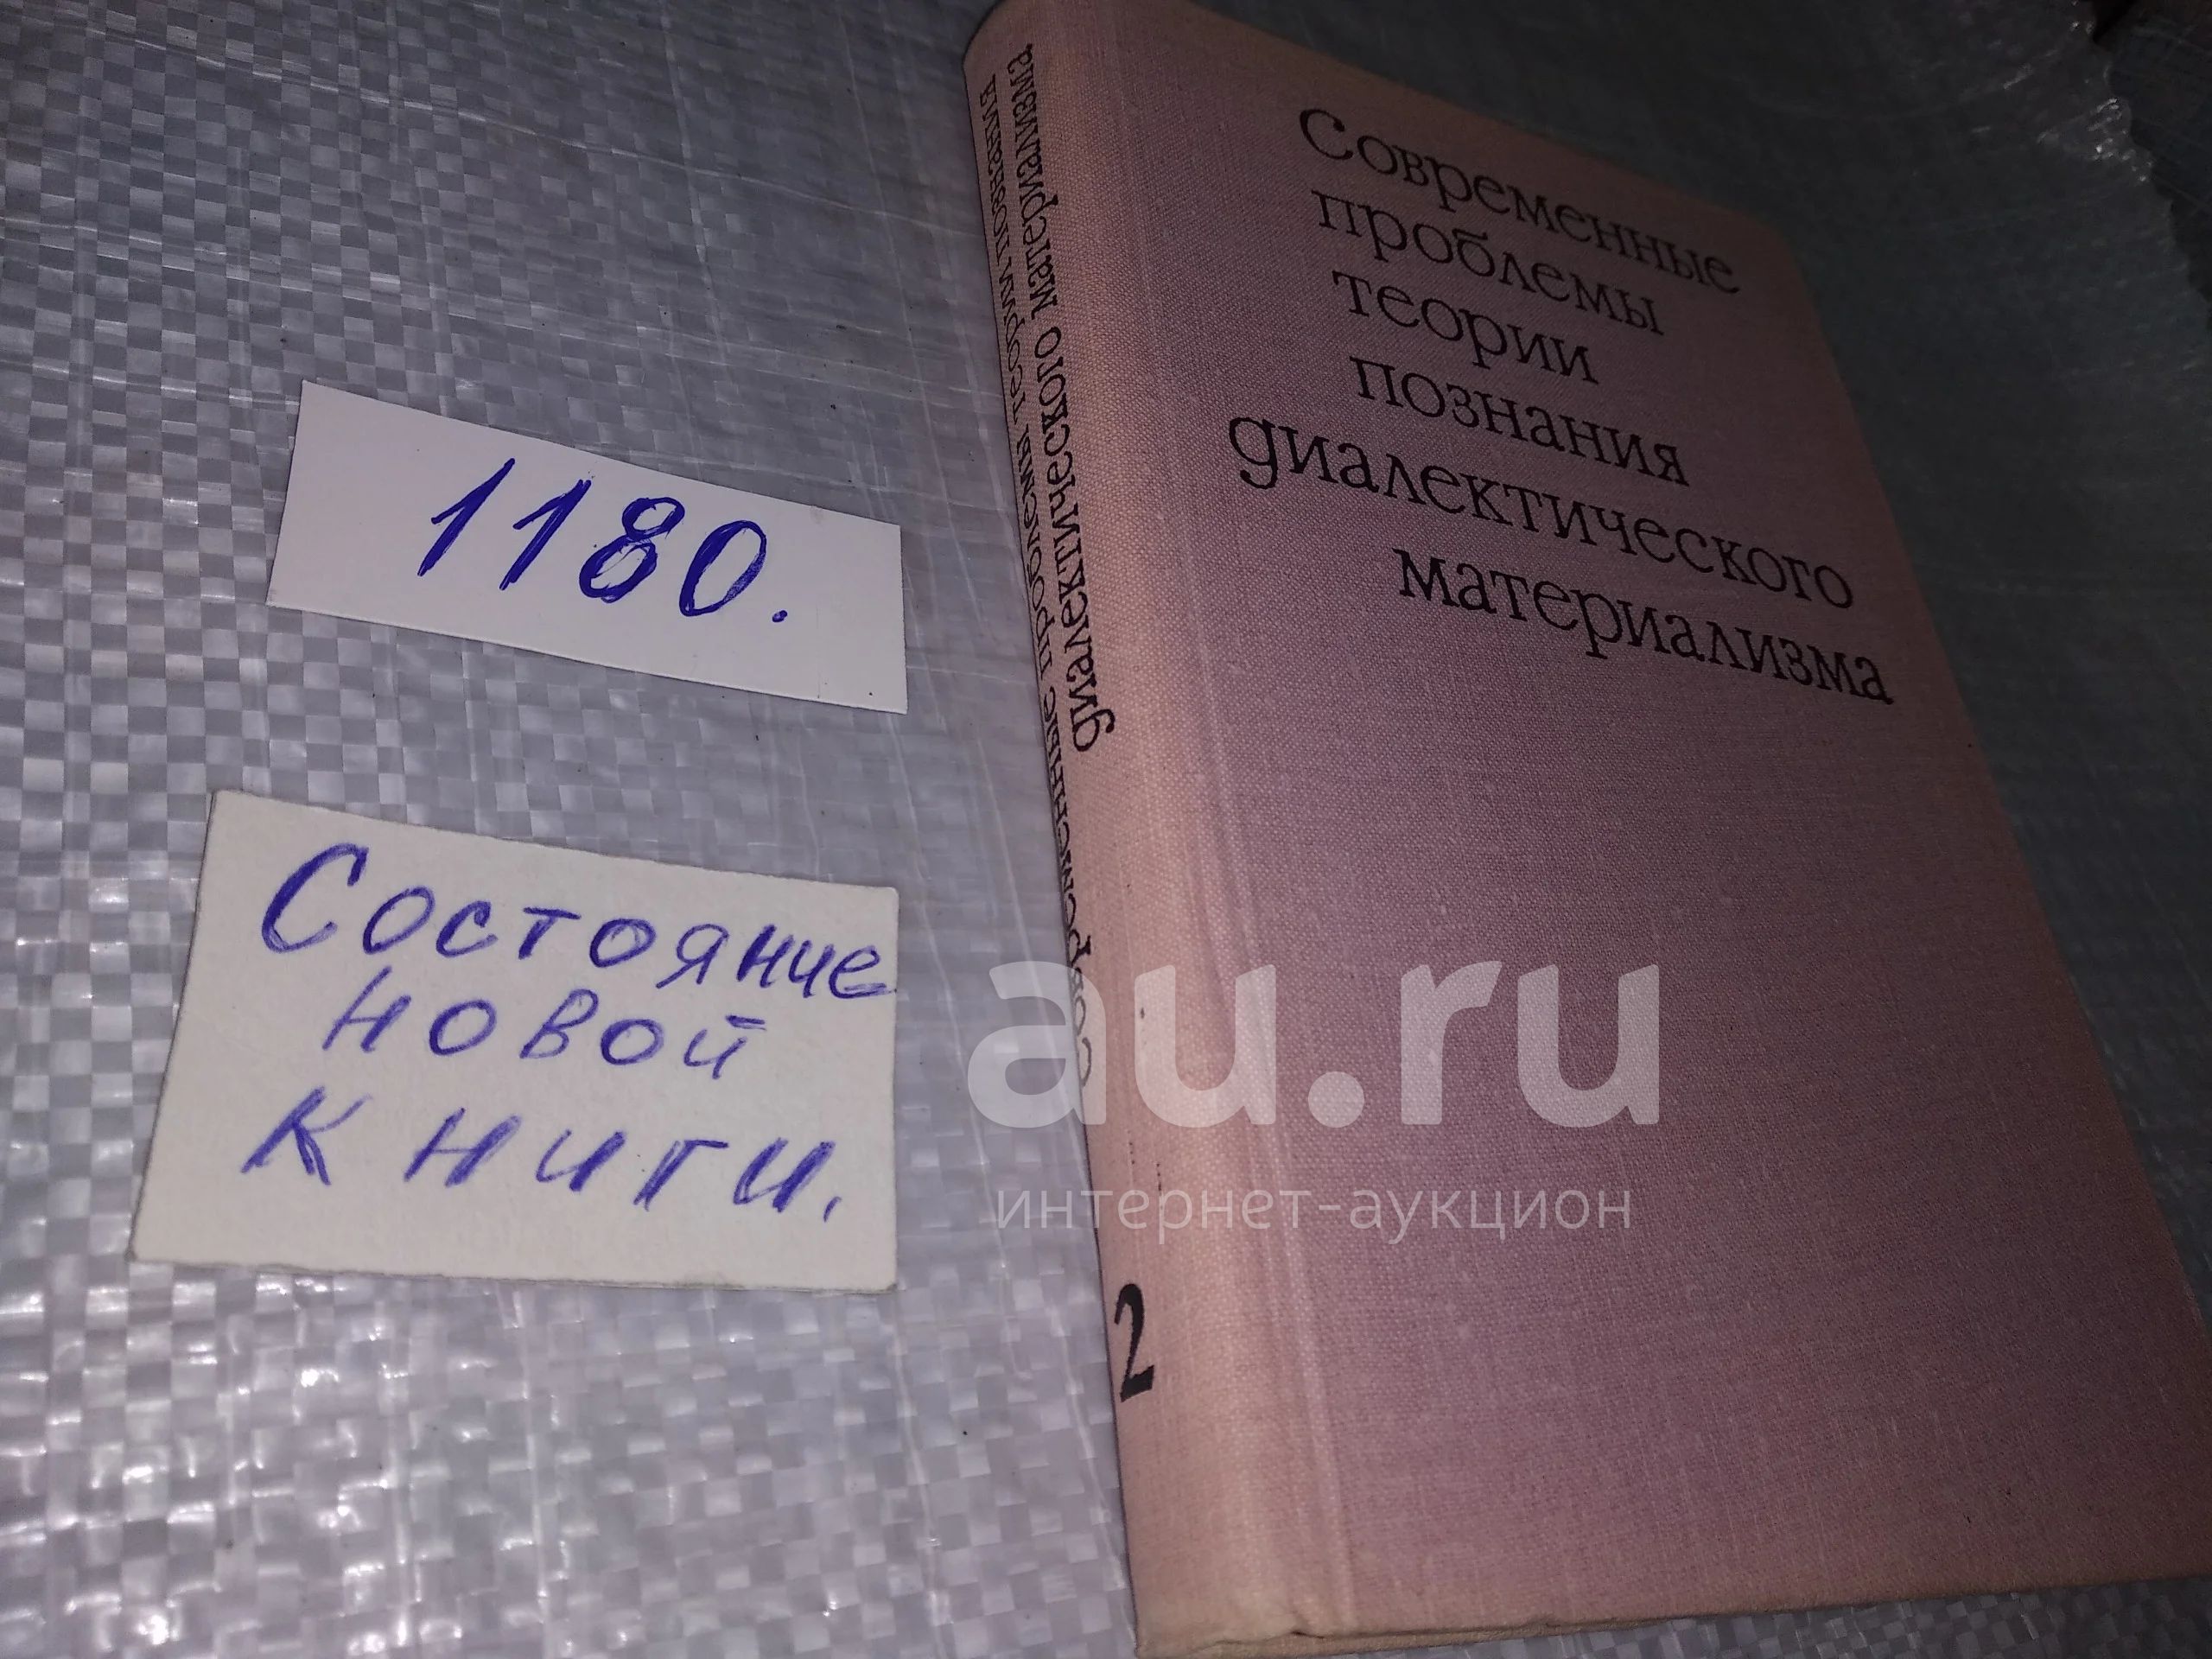 1180.
Состояние
новой
книги.
Современные проблемы теории познания
диалектического материализма
2
Современные
проблемы
теории
познания
диалектического
материализма
au.ru
интернет-аукцион